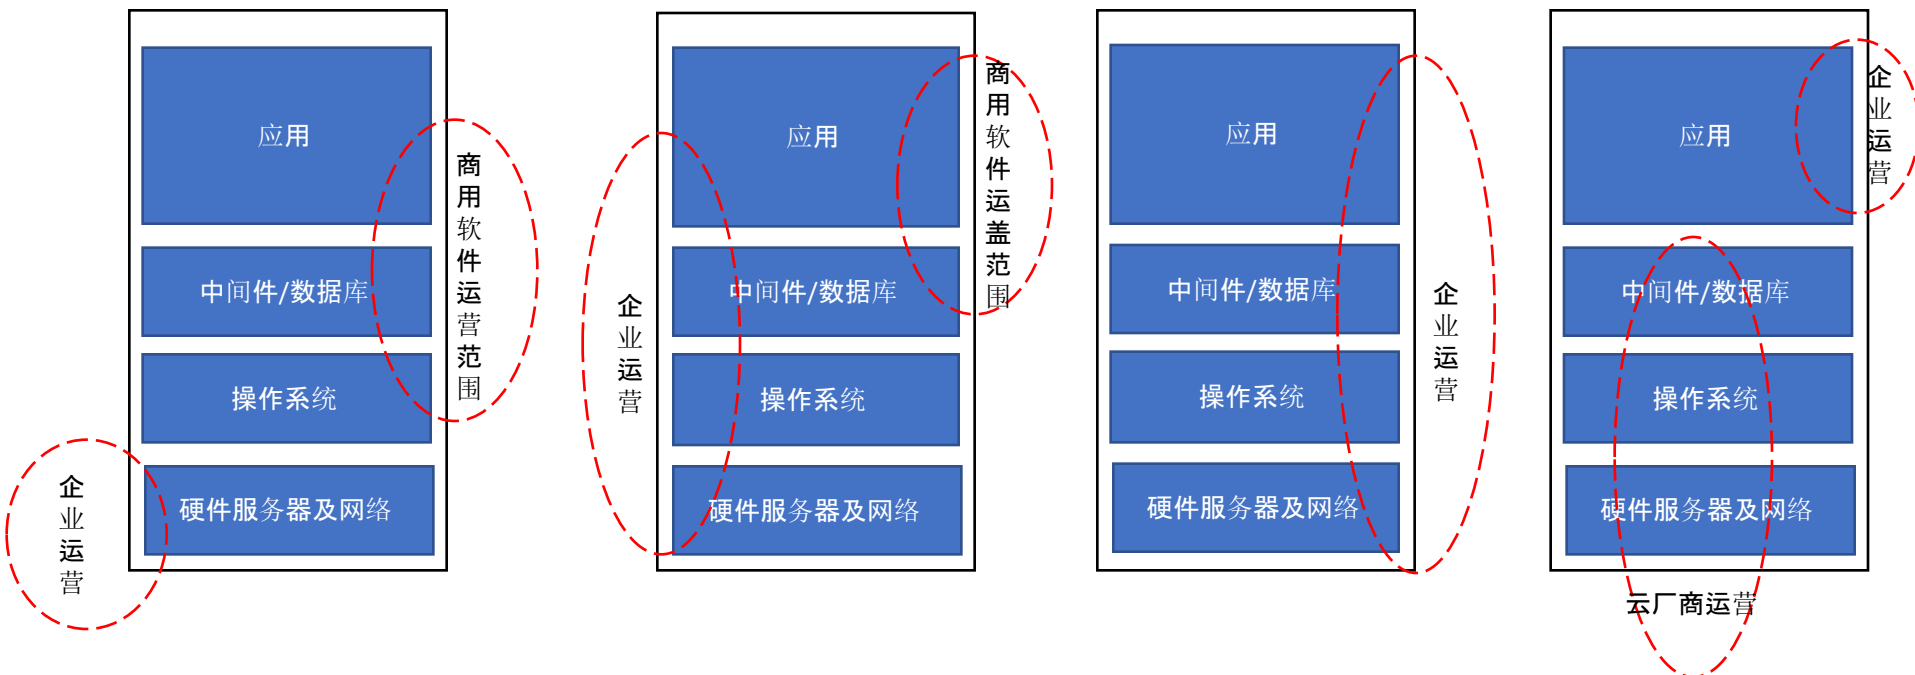 应用
中间件/数据库
操作系统
硬件服务器及网络
商用软件运营范围
企业运营
应用
中间件/数据库
操作系统
硬件服务器及网络
商用软件运盖范围
企业运营
应用
中间件/数据库
操作系统
硬件服务器及网络
企业运营
应用
中间件/数据库
操作系统
硬件服务器及网络
企业运营
云厂商运营